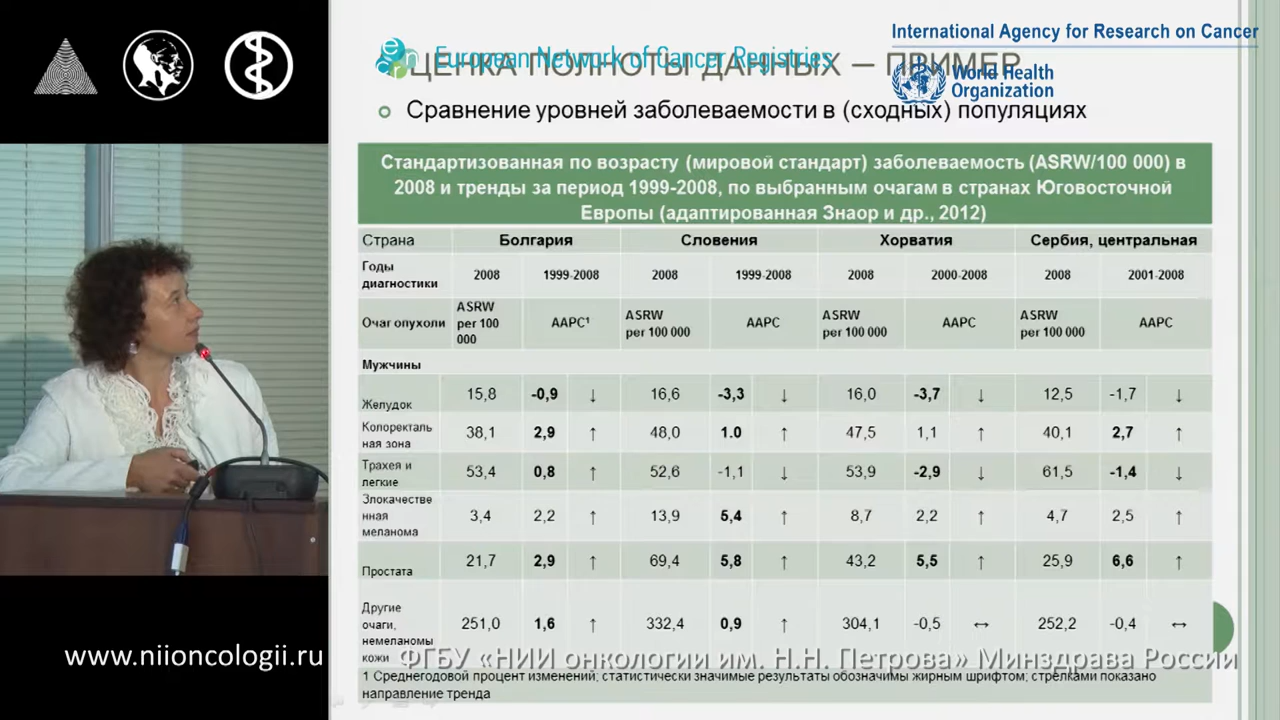 International Agency for Research on Cancer
European Network of Cancer Registries
ЦЕНКА ПОЛНОТЫ ДАННЫХ – ПРИМЕР
World Health
Organization
Сравнение уровней заболеваемости в (сходных) популяциях
Стандартизованная по возрасту (мировой стандарт) заболеваемость (ASRW/100 000) в
2008 и тренды за период 1999-2008, по выбранным очагам в странах Юговосточной
Европы (адаптированная Знаор и др., 2012)
Страна Болгария Словения Хорватия Сербия, центральная
Годы
диагностики 2008 1999-2008 2008 1999-2008 2008 2000-2008 2008 2001-2008
Очаг опухоли ASRW
per 100
000 AAPC¹ ASRW
per 100 000 AAPC ASRW
per 100 000 AAPC ASRW
per 100 000 AAPC
Мужчины
Желудок 15,8 -0,9 ↓ 16,6 -3,3 ↓ 16,0 -3,7 ↓ 12,5 -1,7 ↓
Колоректаль
ная зона 38,1 2,9 ↑ 48,0 1.0 ↑ 47,5 1,1 ↑ 40,1 2,7 ↑
Трахея и
легкие 53,4 0,8 ↑ 52,6 -1,1 ↓ 53,9 -2,9 ↓ 61,5 -1,4 ↓
Злокачестве
нная
меланома 3,4 2,2 ↑ 13,9 5,4 ↑ 8,7 2,2 ↑ 4,7 2,5 ↑
Простата 21,7 2,9 ↑ 69,4 5,8 ↑ 43,2 5,5 ↑ 25,9 6,6 ↑
Другие
очаги,
немеланомы
кожи 251,0 1,6 ↑ 332,4 0,9 ↑ 304,1 -0,5 ↔ 252,2 -0,4 ↔
1 Среднегодовой процент изменений; статистически значимые результаты обозначимы жирным шрифтом; стрелками показано
направление тренда
www.niioncologii.ru
ФГБУ «НИИ онкологии им. Н.Н. Петрова» Минздрава России